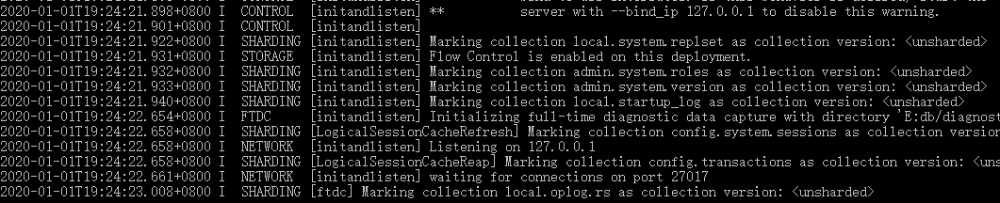 2020-01-01T19:24:21.898+0800 I  CONTROL  [initandlisten] **          server with --bind_ip 127.0.0.1 to disable this warning.
2020-01-01T19:24:21.901+0800 I  CONTROL  [initandlisten]
2020-01-01T19:24:21.922+0800 I  SHARDING [initandlisten] Marking collection local.system.replset as collection version: <unsharded>
2020-01-01T19:24:21.931+0800 I  STORAGE  [initandlisten] Flow Control is enabled on this deployment.
2020-01-01T19:24:21.932+0800 I  SHARDING [initandlisten] Marking collection admin.system.roles as collection version: <unsharded>
2020-01-01T19:24:21.933+0800 I  SHARDING [initandlisten] Marking collection admin.system.version as collection version: <unsharded>
2020-01-01T19:24:21.940+0800 I  SHARDING [initandlisten] Marking collection local.startup_log as collection version: <unsharded>
2020-01-01T19:24:22.654+0800 I  FTDC     [initandlisten] Initializing full-time diagnostic data capture with directory 'E:db/diagnost
2020-01-01T19:24:22.658+0800 I  SHARDING [LogicalSessionCacheRefresh] Marking collection config.system.sessions as collection version
2020-01-01T19:24:22.658+0800 I  NETWORK  [initandlisten] Listening on 127.0.0.1
2020-01-01T19:24:22.658+0800 I  SHARDING [LogicalSessionCacheReap] Marking collection config.transactions as collection version: <uns
2020-01-01T19:24:22.661+0800 I  NETWORK  [initandlisten] waiting for connections on port 27017
2020-01-01T19:24:23.008+0800 I  SHARDING [ftdc] Marking collection local.oplog.rs as collection version: <unsharded>